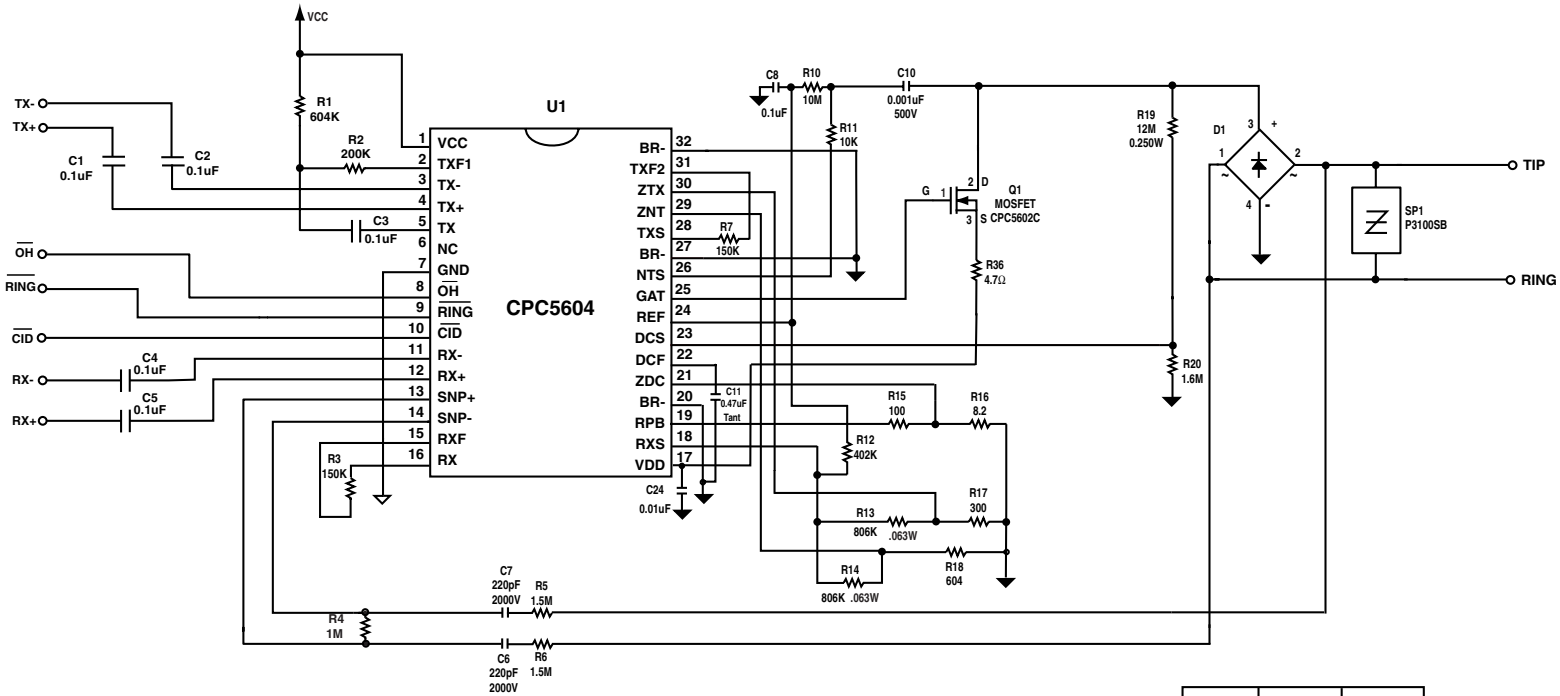 VCC
TX-
TX+
C1
0.1uF
C2
0.1uF
R1
604K
R2
200K
C3
0.1uF
OH
RING
CID
RX-
C4
0.1uF
RX+
C5
0.1uF
R3
150K
U1
CPC5604
1 VCC
2 TXF1
3 TX-
4 TX+
5 TX
6 NC
7 GND
8 OH
9 RING
10 CID
11 RX-
12 RX+
13 SNP+
14 SNP-
15 RXF
16 RX
BR- 32
TXF2 31
ZTX 30
ZNT 29
TXS 28
BR- 27
NTS 26
GAT 25
REF 24
DCS 23
DCF 22
ZDC 21
BR- 20
RPB 19
RXS 18
VDD 17
R7
150K
C8
0.1uF
R10
10M
R11
10K
C10
0.001uF
500V
G 1
2 D
3 S
Q1
MOSFET
CPC5602C
R36
4.7Ω
R19
12M
0.250W
R20
1.6M
D1
3 +
1
~
2
~
4 -
TIP
SP1
P3100SB
RING
C11
0.47uF
Tant
C24
0.01uF
R15
100
R16
8.2
R12
402K
R13
806K .063W
R17
300
R14
806K .063W
R18
604
C7
220pF
2000V
R5
1.5M
R4
1M
C6
220pF
2000V
R6
1.5M